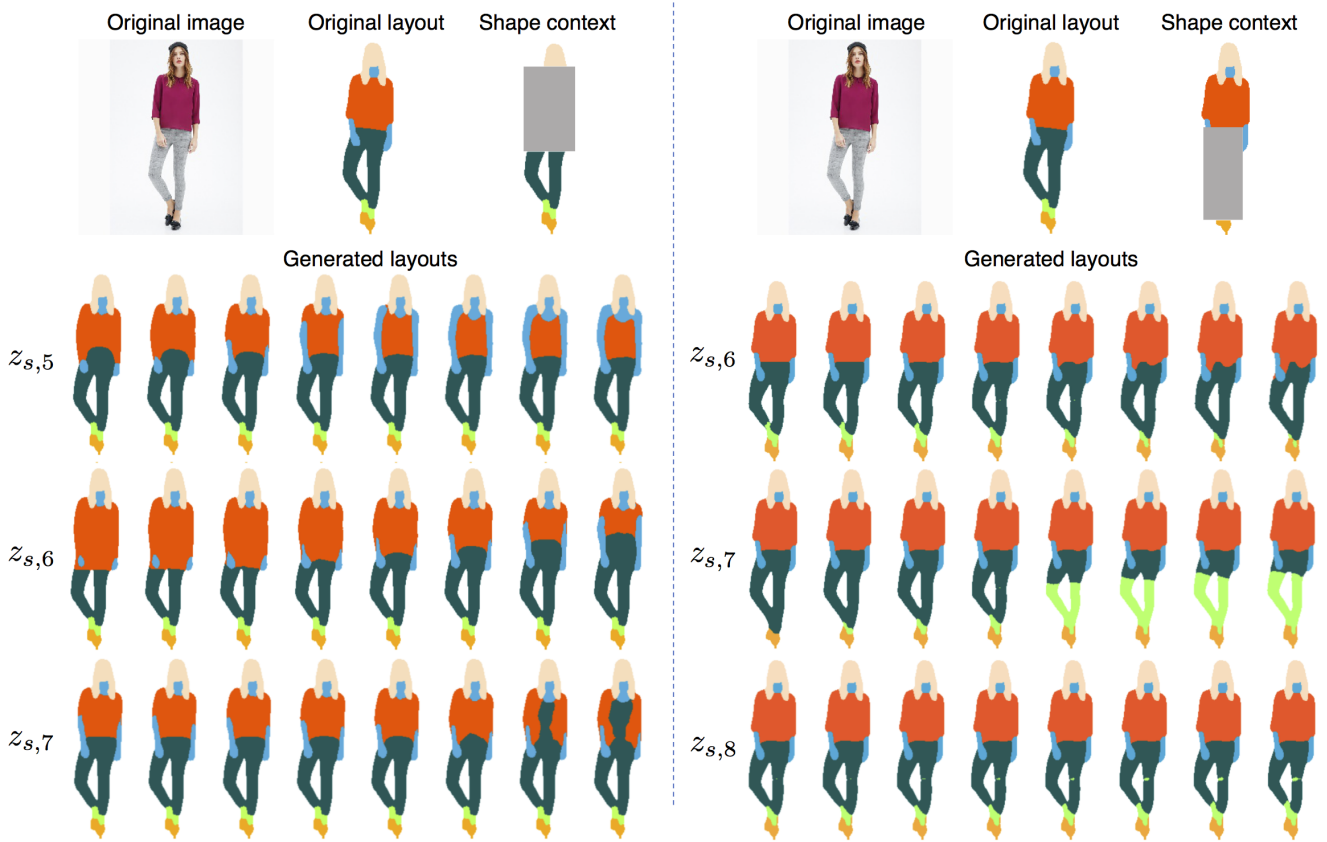 Original image Original layout Shape context
Generated layouts
z_{s,5}
z_{s,6}
z_{s,7}
Original image Original layout Shape context
Generated layouts
z_{s,6}
z_{s,7}
z_{s,8}